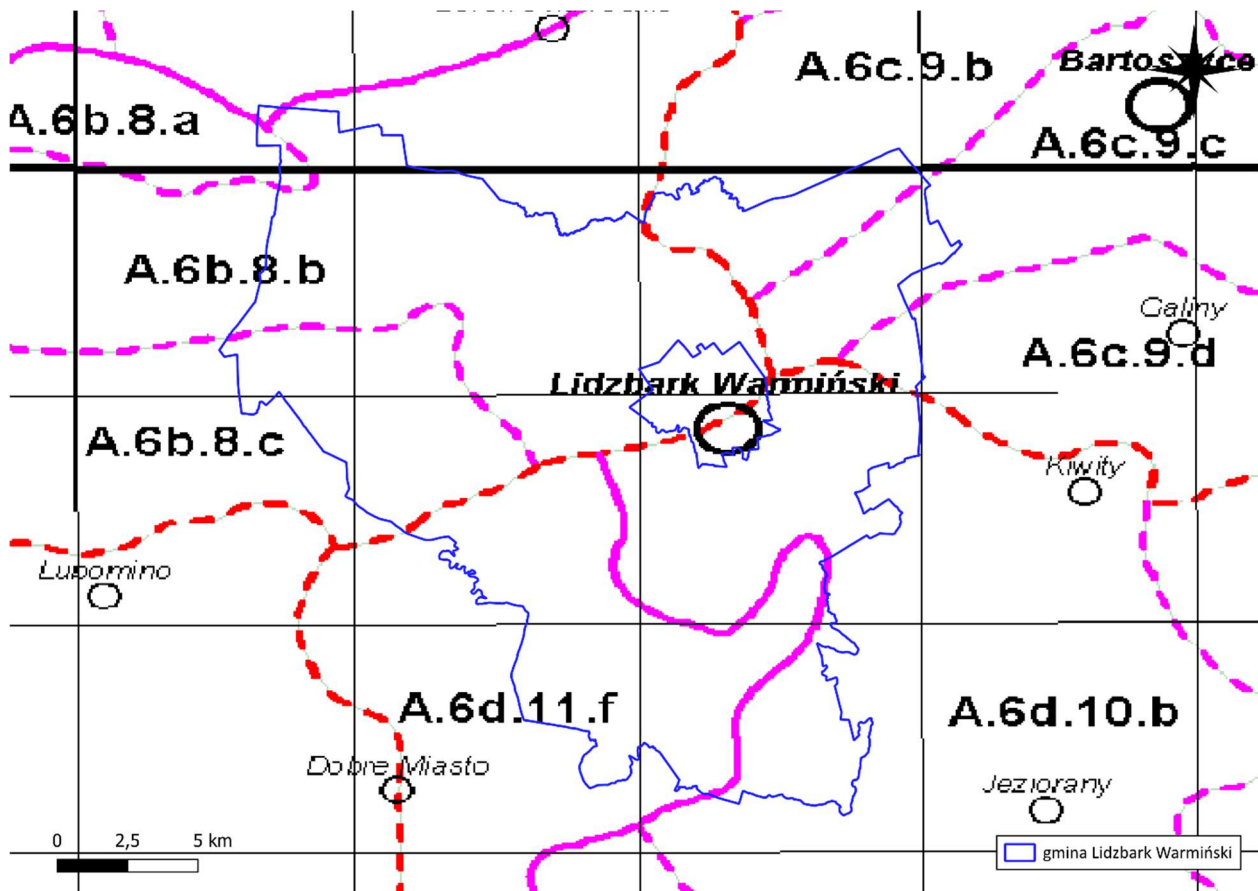 A.6c.9.b
Bartoszyce
A.6b.8.a
A.6c.9.c
A.6b.8.b
Galiny
A.6c.9.d
Lidzbark Warmiński
A.6b.8.c
Kiwity
Lubomino
A.6d.11.f
A.6d.10.b
Dobre Miasto
Jeziorany
0 2,5 5 km
gmina Lidzbark Warmiński